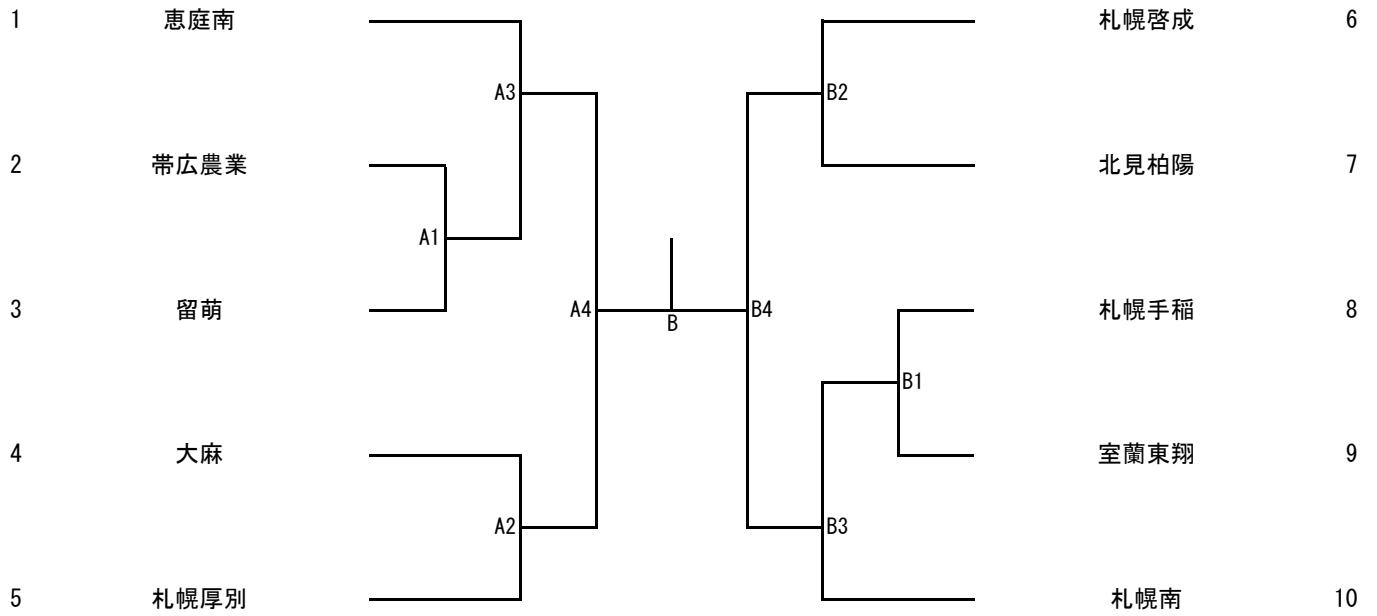 1 恵庭南 札幌啓成 6
A3 B2
2 帯広農業 北見柏陽 7
A1
3 留萌 A4 B B4 札幌手稲 8
B1
4 大麻 室蘭東翔 9
A2 B3
5 札幌厚別 札幌南 10